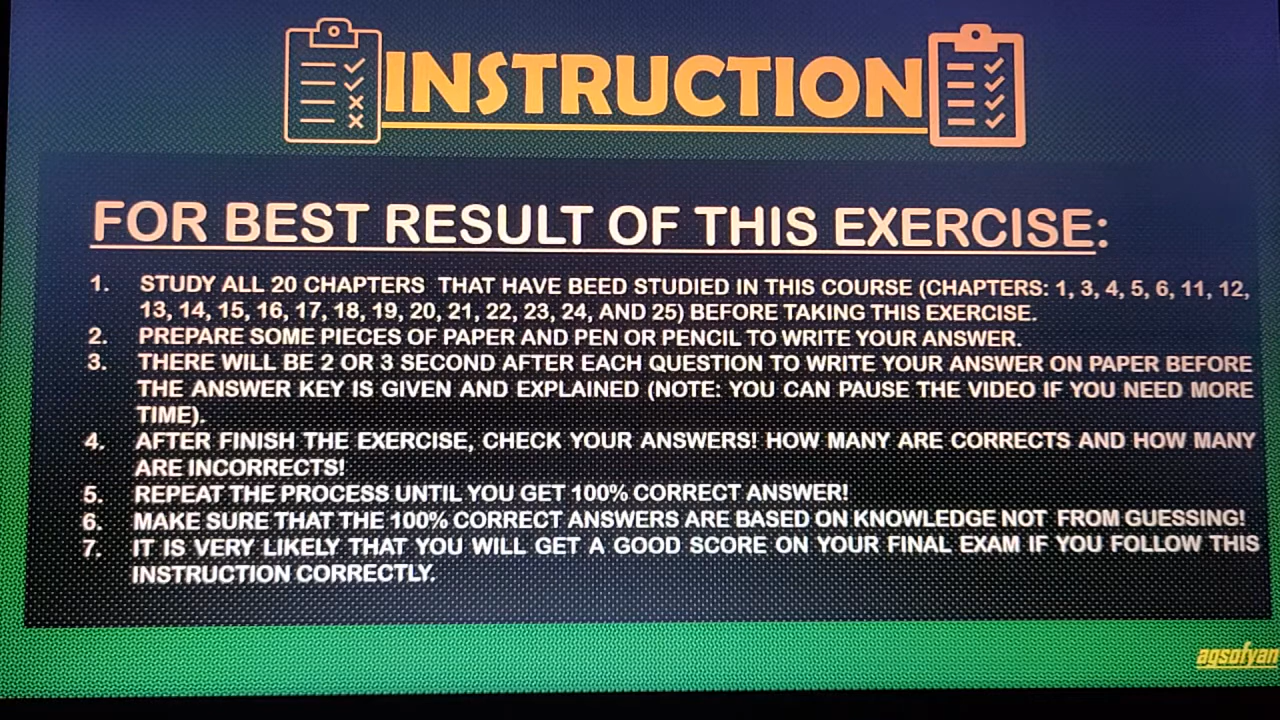 INSTRUCTION
FOR BEST RESULT OF THIS EXERCISE:
1. STUDY ALL 20 CHAPTERS THAT HAVE BEED STUDIED IN THIS COURSE (CHAPTERS: 1, 3, 4, 5, 6, 11, 12,
13, 14, 15, 16, 17, 18, 19, 20, 21, 22, 23, 24, AND 25) BEFORE TAKING THIS EXERCISE.
2. PREPARE SOME PIECES OF PAPER AND PEN OR PENCIL TO WRITE YOUR ANSWER.
3. THERE WILL BE 2 OR 3 SECOND AFTER EACH QUESTION TO WRITE YOUR ANSWER ON PAPER BEFORE
THE ANSWER KEY IS GIVEN AND EXPLAINED (NOTE: YOU CAN PAUSE THE VIDEO IF YOU NEED MORE
TIME).
4. AFTER FINISH THE EXERCISE, CHECK YOUR ANSWERS! HOW MANY ARE CORRECTS AND HOW MANY
ARE INCORRECTS!
5. REPEAT THE PROCESS UNTIL YOU GET 100% CORRECT ANSWER!
6. MAKE SURE THAT THE 100% CORRECT ANSWERS ARE BASED ON KNOWLEDGE NOT FROM GUESSING!
7. IT IS VERY LIKELY THAT YOU WILL GET A GOOD SCORE ON YOUR FINAL EXAM IF YOU FOLLOW THIS
INSTRUCTION CORRECTLY.
aqsofyan